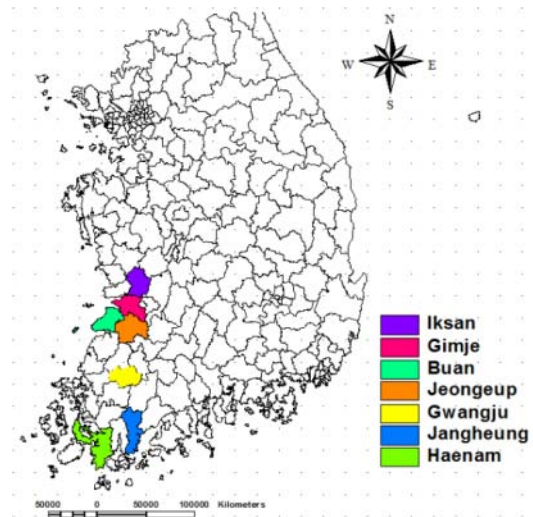 N
W E
S
Iksan
Gimje
Buan
Jeongeup
Gwangju
Jangheung
Haenam
50000 0 50000 100000 Kilometers